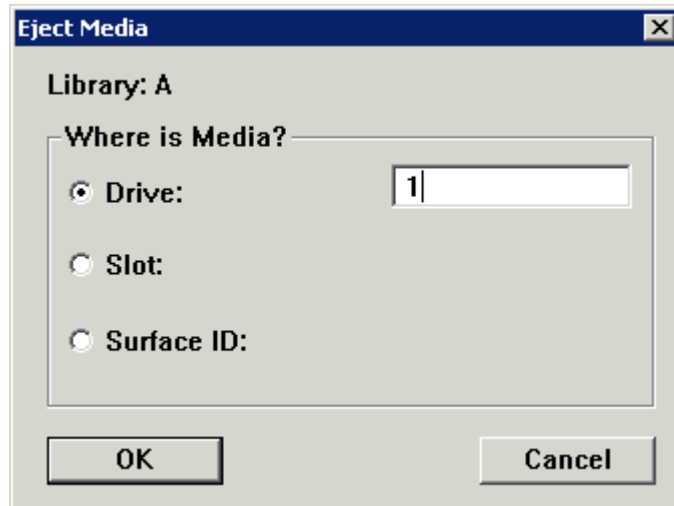 Eject Media
Library: A
Where is Media?
Drive: 1
Slot:
Surface ID:
OK Cancel